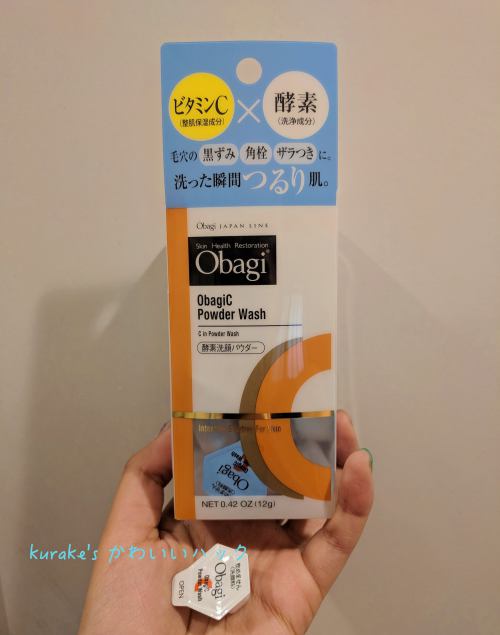 ビタミンC
(整肌保湿成分)
×
酵素
(洗浄成分)
毛穴の 黒ずみ 角栓 ザラつき に。
洗った瞬間つるり肌。
Obagi JAPAN LINE
Skin Health Restoration
Obagi®
ObagiC
Powder Wash
C in Powder Wash
酵素洗顔パウダー
Obagi
NET 0.42 OZ (12g)
kurake's かわいいハック
Obagi
Powder Wash
OPEN